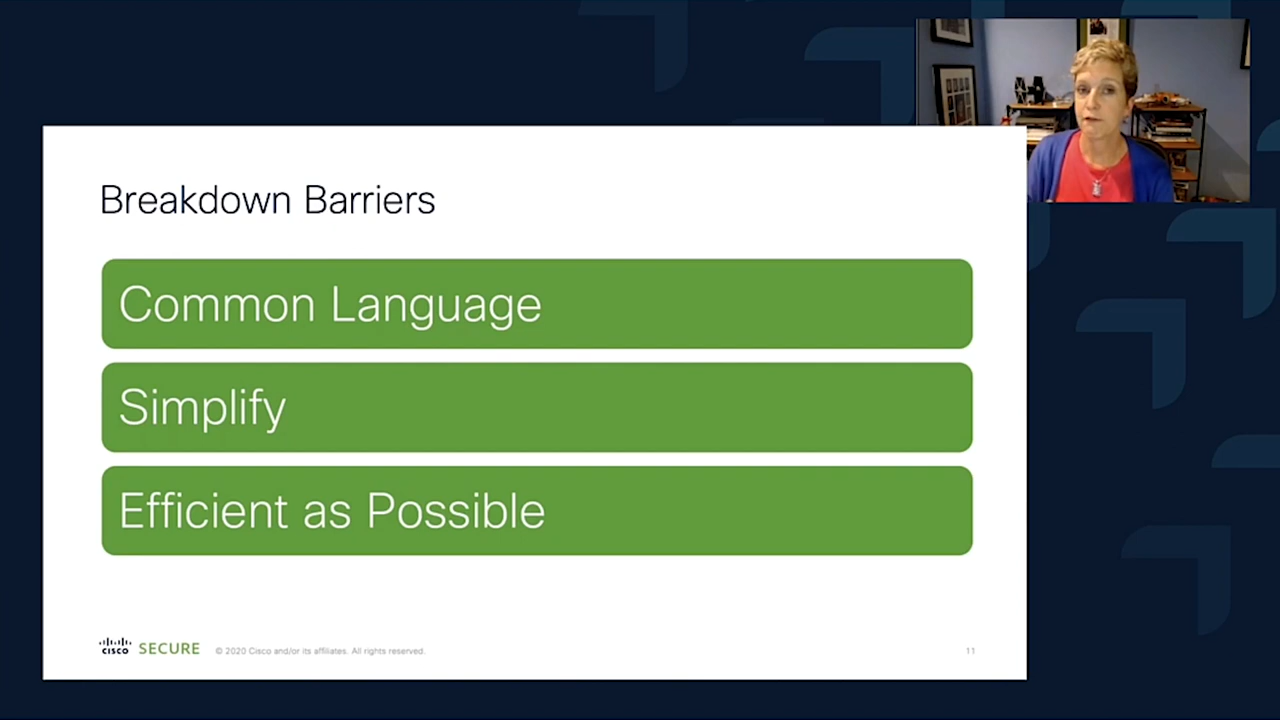 Breakdown Barriers
Common Language
Simplify
Efficient as Possible
cisco SECURE © 2020 Cisco and/or its affiliates. All rights reserved. 11